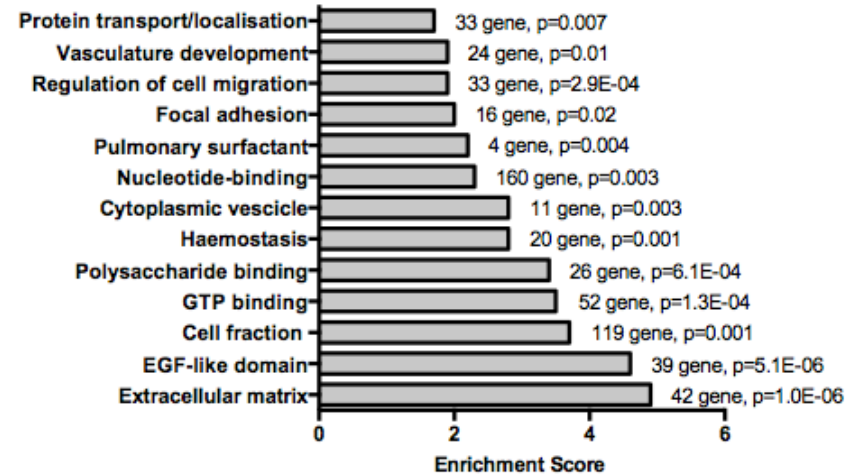 Protein transport/localisation 33 gene, p=0.007
Vasculature development 24 gene, p=0.01
Regulation of cell migration 33 gene, p=2.9E-04
Focal adhesion 16 gene, p=0.02
Pulmonary surfactant 4 gene, p=0.004
Nucleotide-binding 160 gene, p=0.003
Cytoplasmic vescicle 11 gene, p=0.003
Haemostasis 20 gene, p=0.001
Polysaccharide binding 26 gene, p=6.1E-04
GTP binding 52 gene, p=1.3E-04
Cell fraction 119 gene, p=0.001
EGF-like domain 39 gene, p=5.1E-06
Extracellular matrix 42 gene, p=1.0E-06
0 2 4 6
Enrichment Score